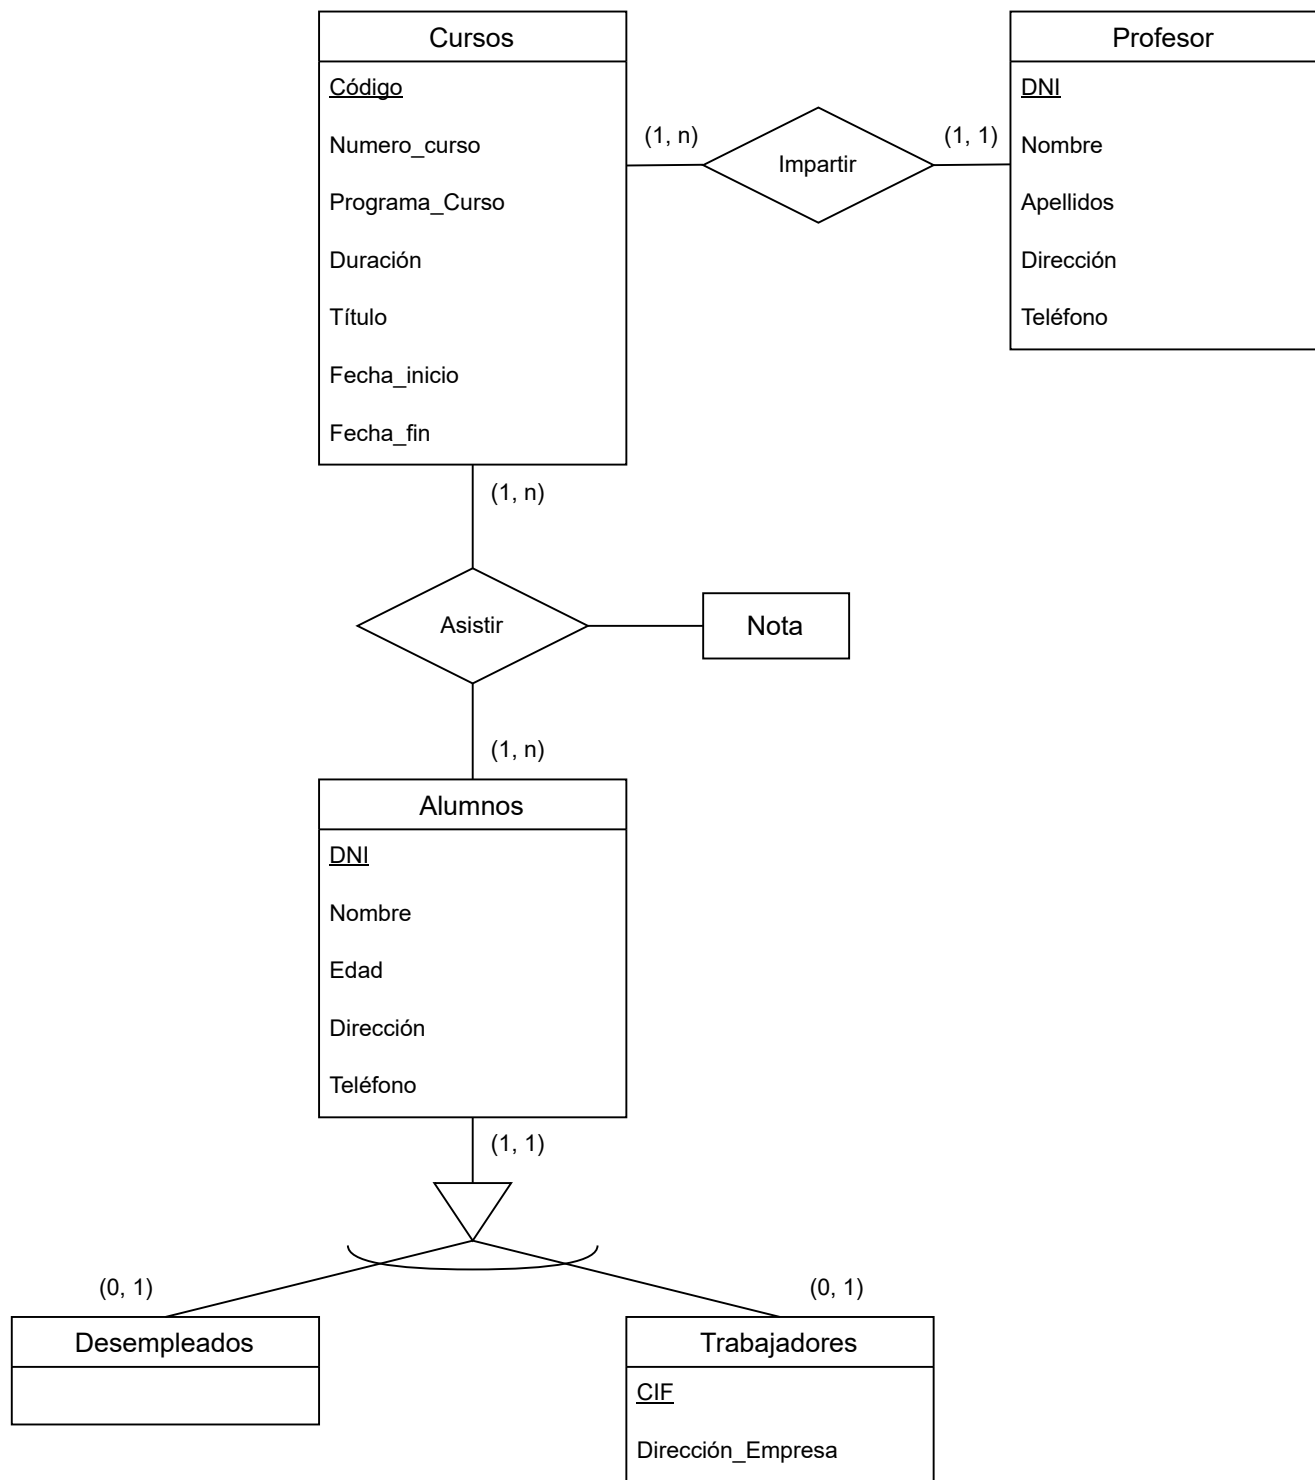 Cursos
Código
Numero_curso
Programa_Curso
Duración
Título
Fecha_inicio
Fecha_fin
(1, n)
Impartir
(1, 1)
Profesor
DNI
Nombre
Apellidos
Dirección
Teléfono
(1, n)
Asistir
Nota
(1, n)
Alumnos
DNI
Nombre
Edad
Dirección
Teléfono
(1, 1)
(0, 1)
(0, 1)
Desempleados
Trabajadores
CIF
Dirección_Empresa